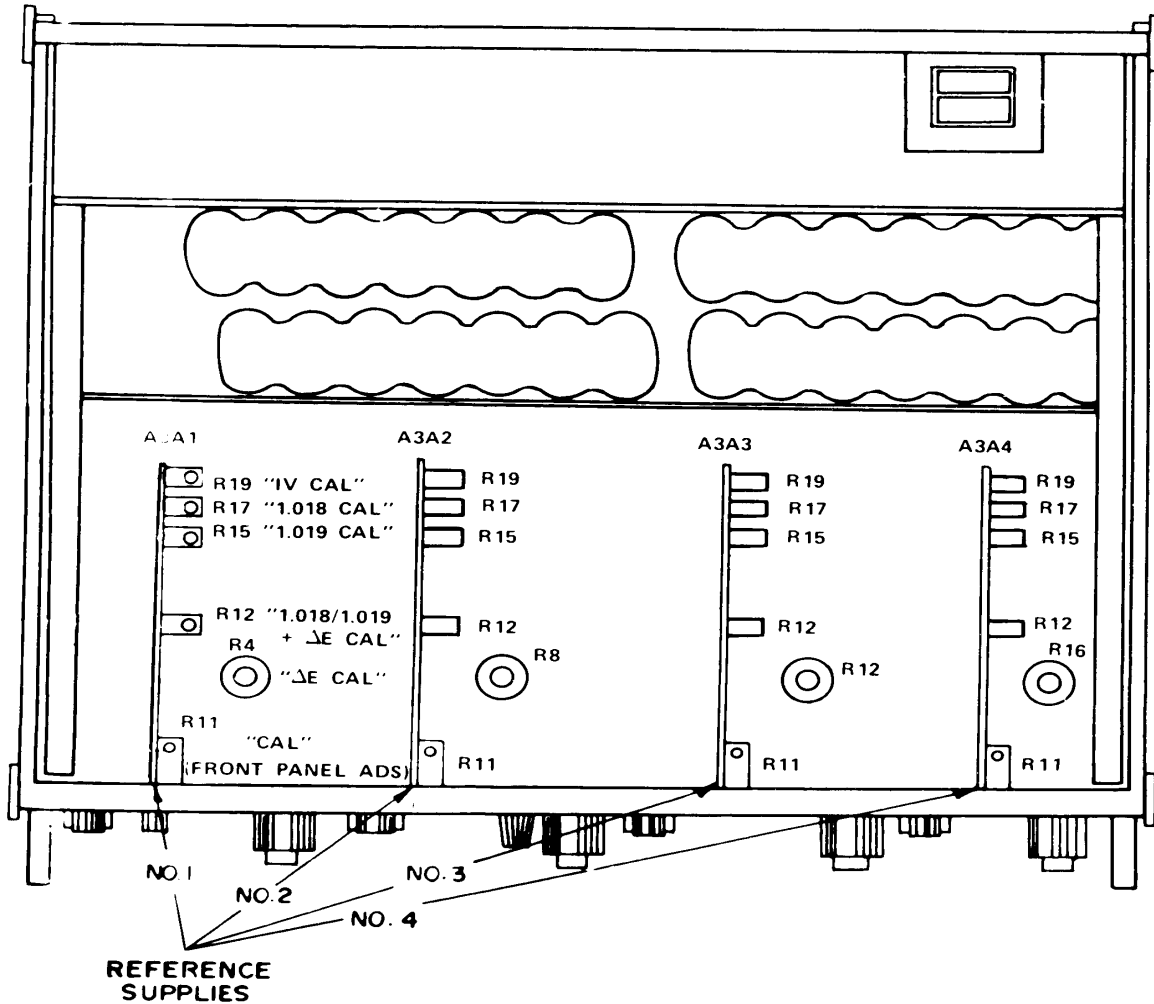 A3A1
A3A2
A3A3
A3A4
R19 "IV CAL"
R17 "1.018 CAL"
R15 "1.019 CAL"
R12 "1.018/1.019
+ ΔE CAL"
R4
"ΔE CAL"
R11
"CAL"
(FRONT PANEL ADS)
R19
R17
R15
R12
R8
R11
R19
R17
R15
R12
R12
R11
R19
R17
R15
R12
R16
R11
NO.1
NO.2
NO.3
NO.4
REFERENCE
SUPPLIES